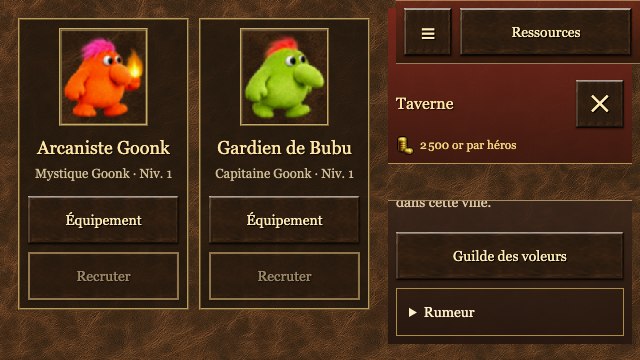 Arcaniste Goonk
Mystique Goonk · Niv. 1
Équipement
Recruter
Gardien de Bubu
Capitaine Goonk · Niv. 1
Équipement
Recruter
Ressources
Taverne
2 500 or par héros
dans cette ville.
Guilde des voleurs
Rumeur